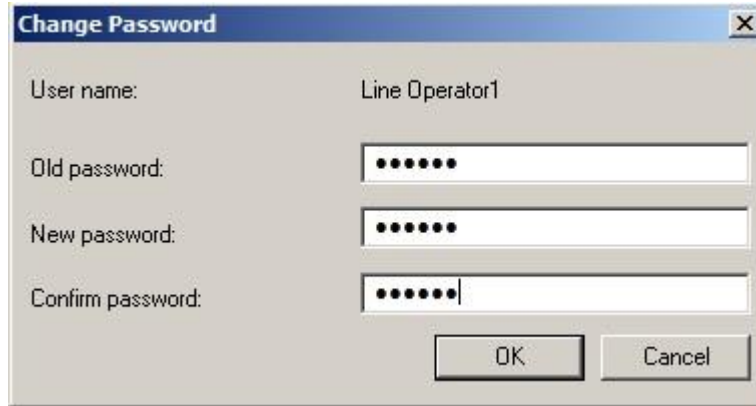 Change Password
User name: Line Operator1
Old password: ••••••
New password: ••••••
Confirm password: ••••••
OK Cancel